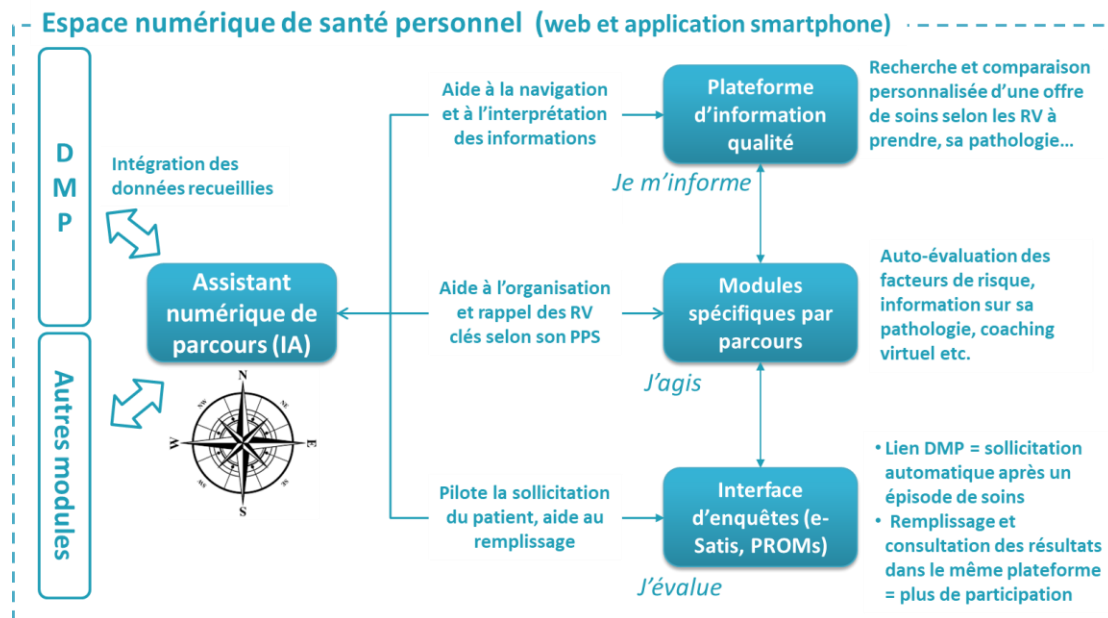 Espace numérique de santé personnel (web et application smartphone)
D
M
P
Autres modules
Intégration des
données recueillies
Assistant
numérique de
parcours (IA)
N
NE
E
SE
S
SW
W
NW
Aide à la navigation
et à l'interprétation
des informations
Plateforme
d'information
qualité
Je m'informe
Recherche et comparaison
personnalisée d'une offre
de soins selon les RV à
prendre, sa pathologie...
Aide à l'organisation
et rappel des RV
clés selon son PPS
Modules
spécifiques par
parcours
J'agis
Auto-évaluation des
facteurs de risque,
information sur sa
pathologie, coaching
virtuel etc.
Pilote la sollicitation
du patient, aide au
remplissage
Interface
d'enquêtes (e-
Satis, PROMs)
J'évalue
• Lien DMP = sollicitation
automatique après un
épisode de soins
• Remplissage et
consultation des résultats
dans le même plateforme
= plus de participation